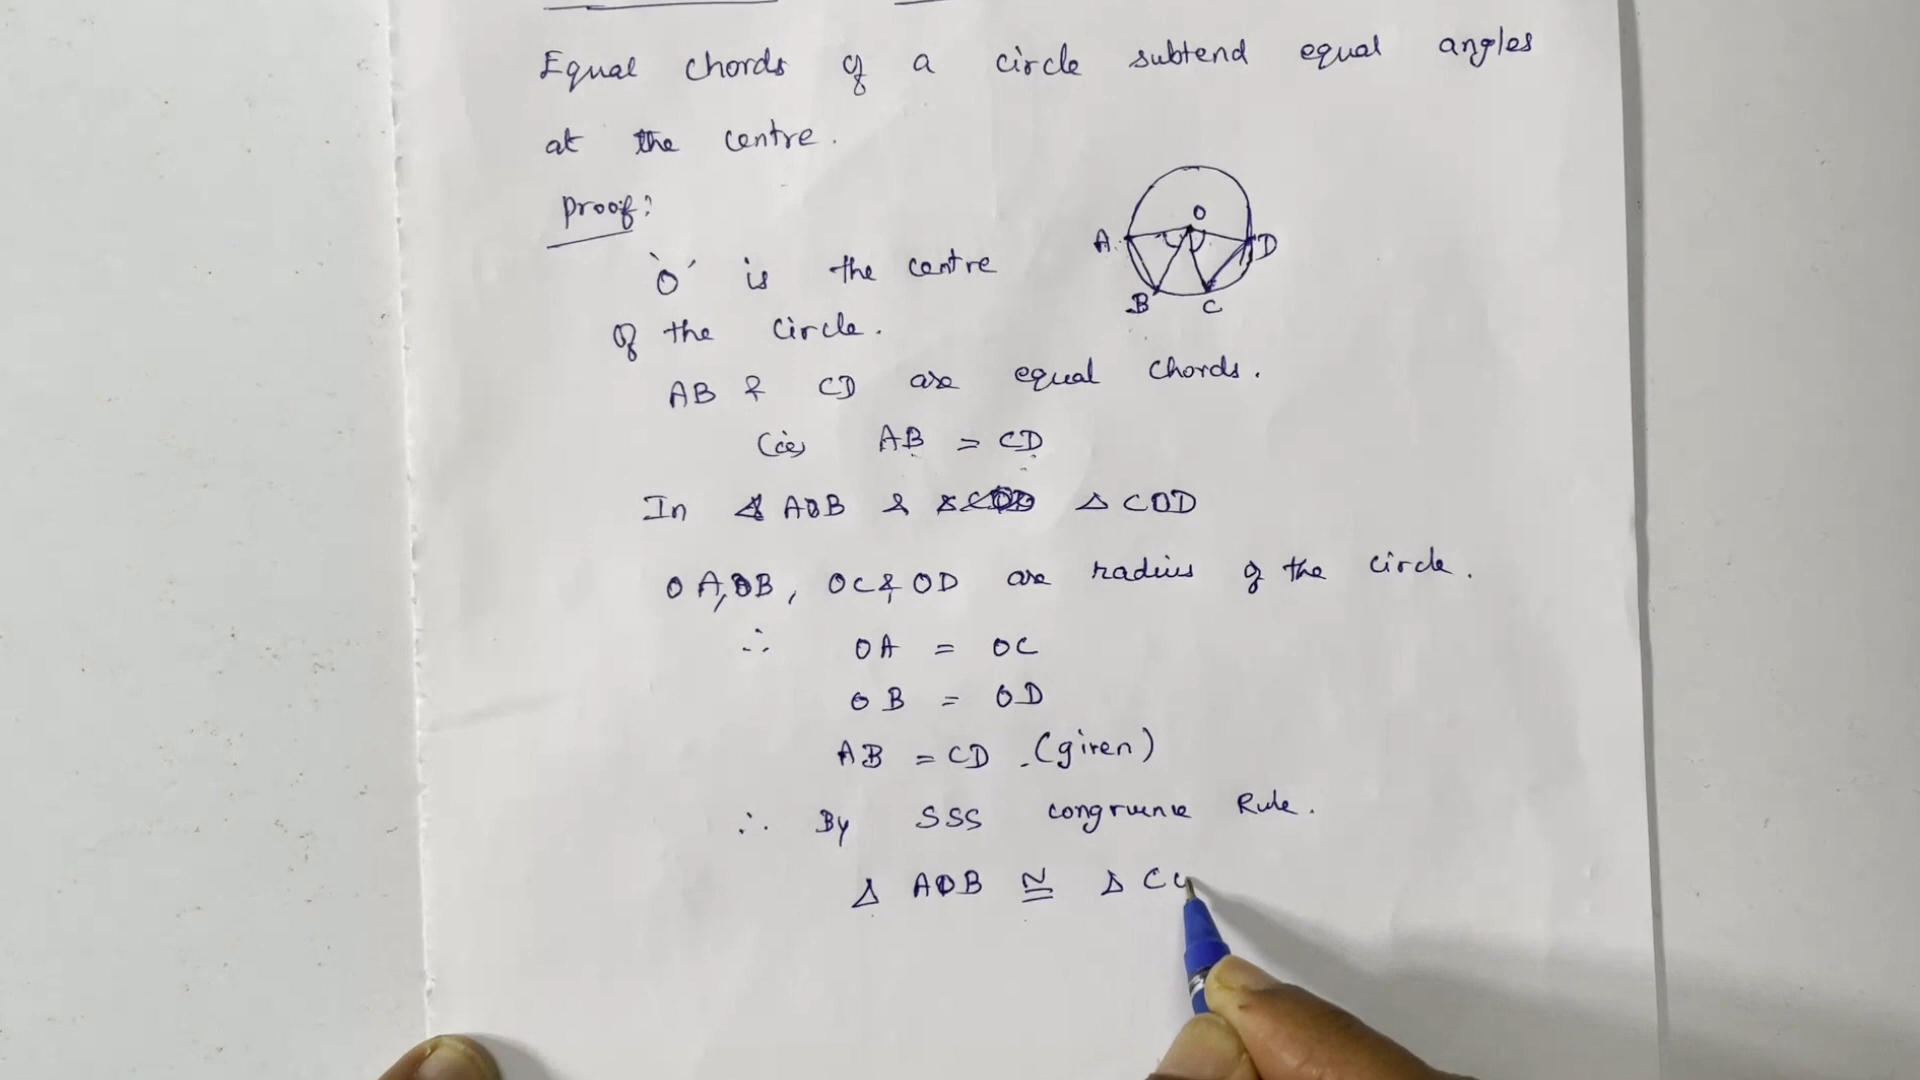 Equal chords of a circle subtend equal angles
at the centre.
Proof:
'O' is the centre
of the circle.
A
O
D
B
C
AB & CD are equal chords.
(ie) AB = CD
In Δ AOB & Δ COD
OA, OB, OC & OD are radius of the circle.
∴ OA = OC
OB = OD
AB = CD (given)
∴ By SSS congruence Rule.
Δ AOB ≅ Δ CO